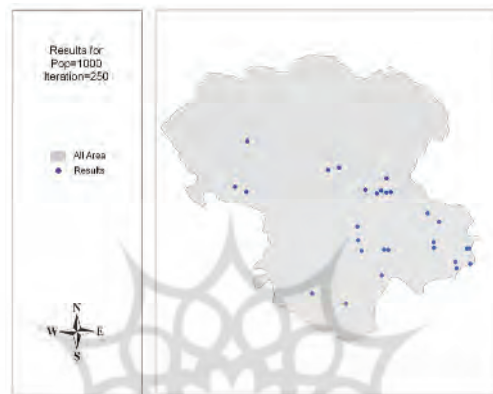 Results for
Pop=1000
Iteration=250
All Area
Results
N
W E
S